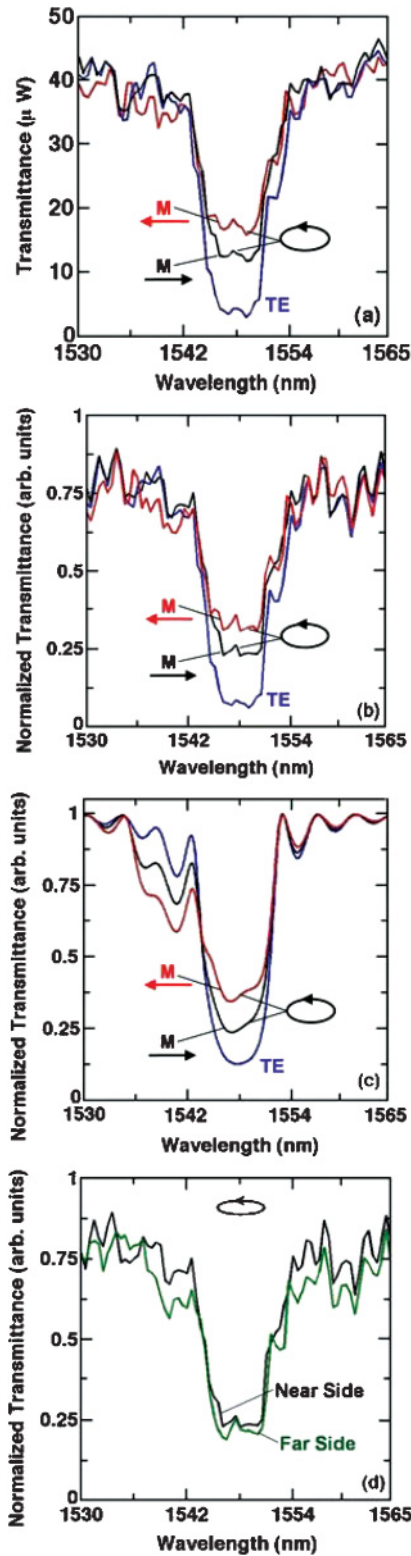 50
40
30
20
10
0
Transmittance (μ W)
M
M
TE
(a)
1530 1542 1554 1565
Wavelength (nm)
1
0.75
0.5
0.25
0
Normalized Transmittance (arb. units)
M
M
TE
(b)
1530 1542 1554 1565
Wavelength (nm)
1
0.75
0.5
0.25
0
Normalized Transmittance (arb. units)
M
M
TE
(c)
1530 1542 1554 1565
Wavelength (nm)
1
0.75
0.5
0.25
0
Normalized Transmittance (arb. units)
Near Side
Far Side
(d)
1530 1542 1554 1565
Wavelength (nm)